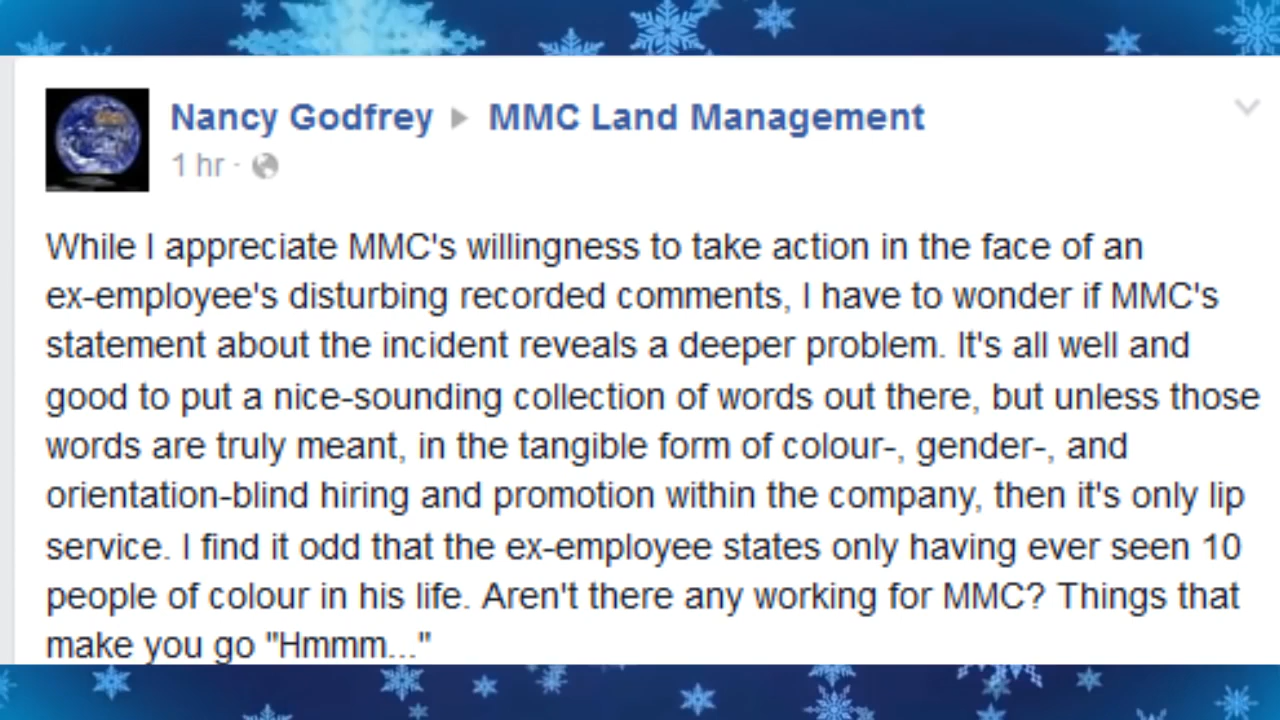 Nancy Godfrey ▸ MMC Land Management
1 hr ·
While I appreciate MMC's willingness to take action in the face of an
ex-employee's disturbing recorded comments, I have to wonder if MMC's
statement about the incident reveals a deeper problem. It's all well and
good to put a nice-sounding collection of words out there, but unless those
words are truly meant, in the tangible form of colour-, gender-, and
orientation-blind hiring and promotion within the company, then it's only lip
service. I find it odd that the ex-employee states only having ever seen 10
people of colour in his life. Aren't there any working for MMC? Things that
make you go "Hmmm..."